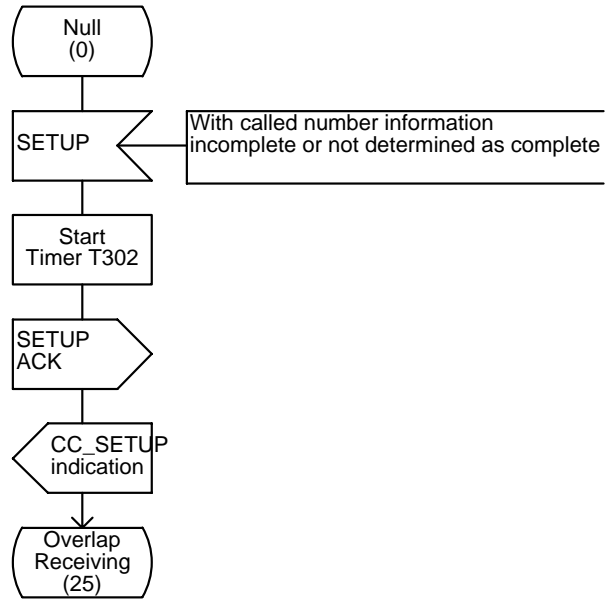 Null
(0)
SETUP
With called number information
incomplete or not determined as complete
Start
Timer T302
SETUP
ACK
CC_SETUP
indication
Overlap
Receiving
(25)